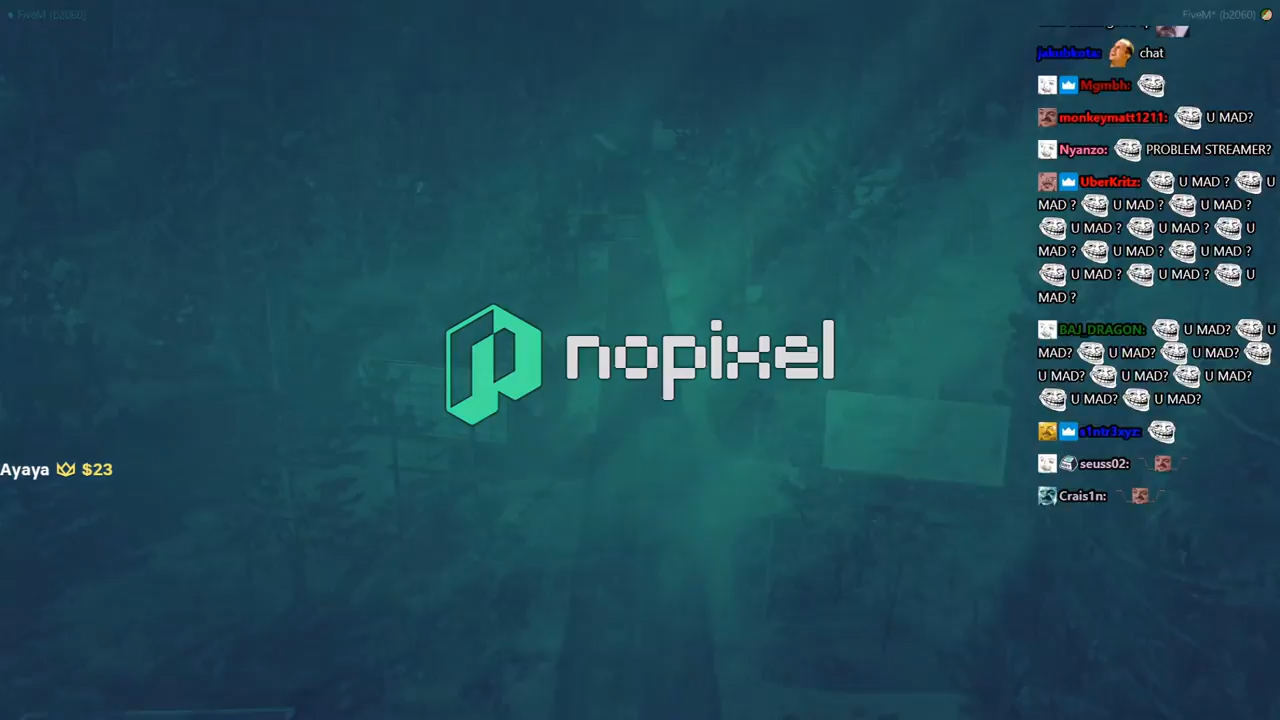 FiveM (b2060)
FiveM* (b2060)
jakubkota: chat
Mgmbh:
monkeymatt1211: U MAD?
Nyanzo: PROBLEM STREAMER?
UberKritz: U MAD ? U
MAD ? U MAD ? U MAD ?
U MAD ? U MAD ? U
MAD ? U MAD ? U MAD ?
U MAD ? U MAD ? U
MAD ?
BAJ_DRAGON: U MAD? U
MAD? U MAD? U MAD?
U MAD? U MAD? U MAD?
U MAD? U MAD?
s1ntr3xyz:
seuss02:
Crais1n:
nopixel
Ayaya $23